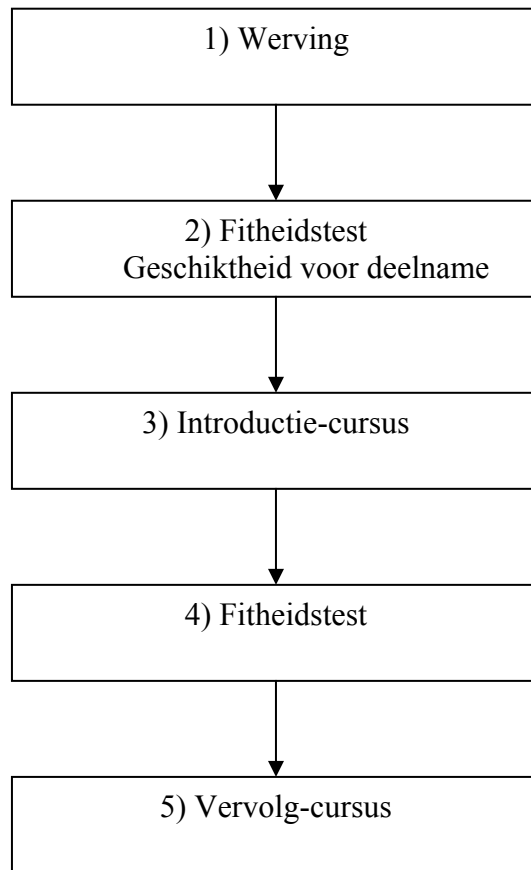 1) Werving
2) Fitheidstest
Geschiktheid voor deelname
3) Introductie-cursus
4) Fitheidstest
5) Vervolg-cursus